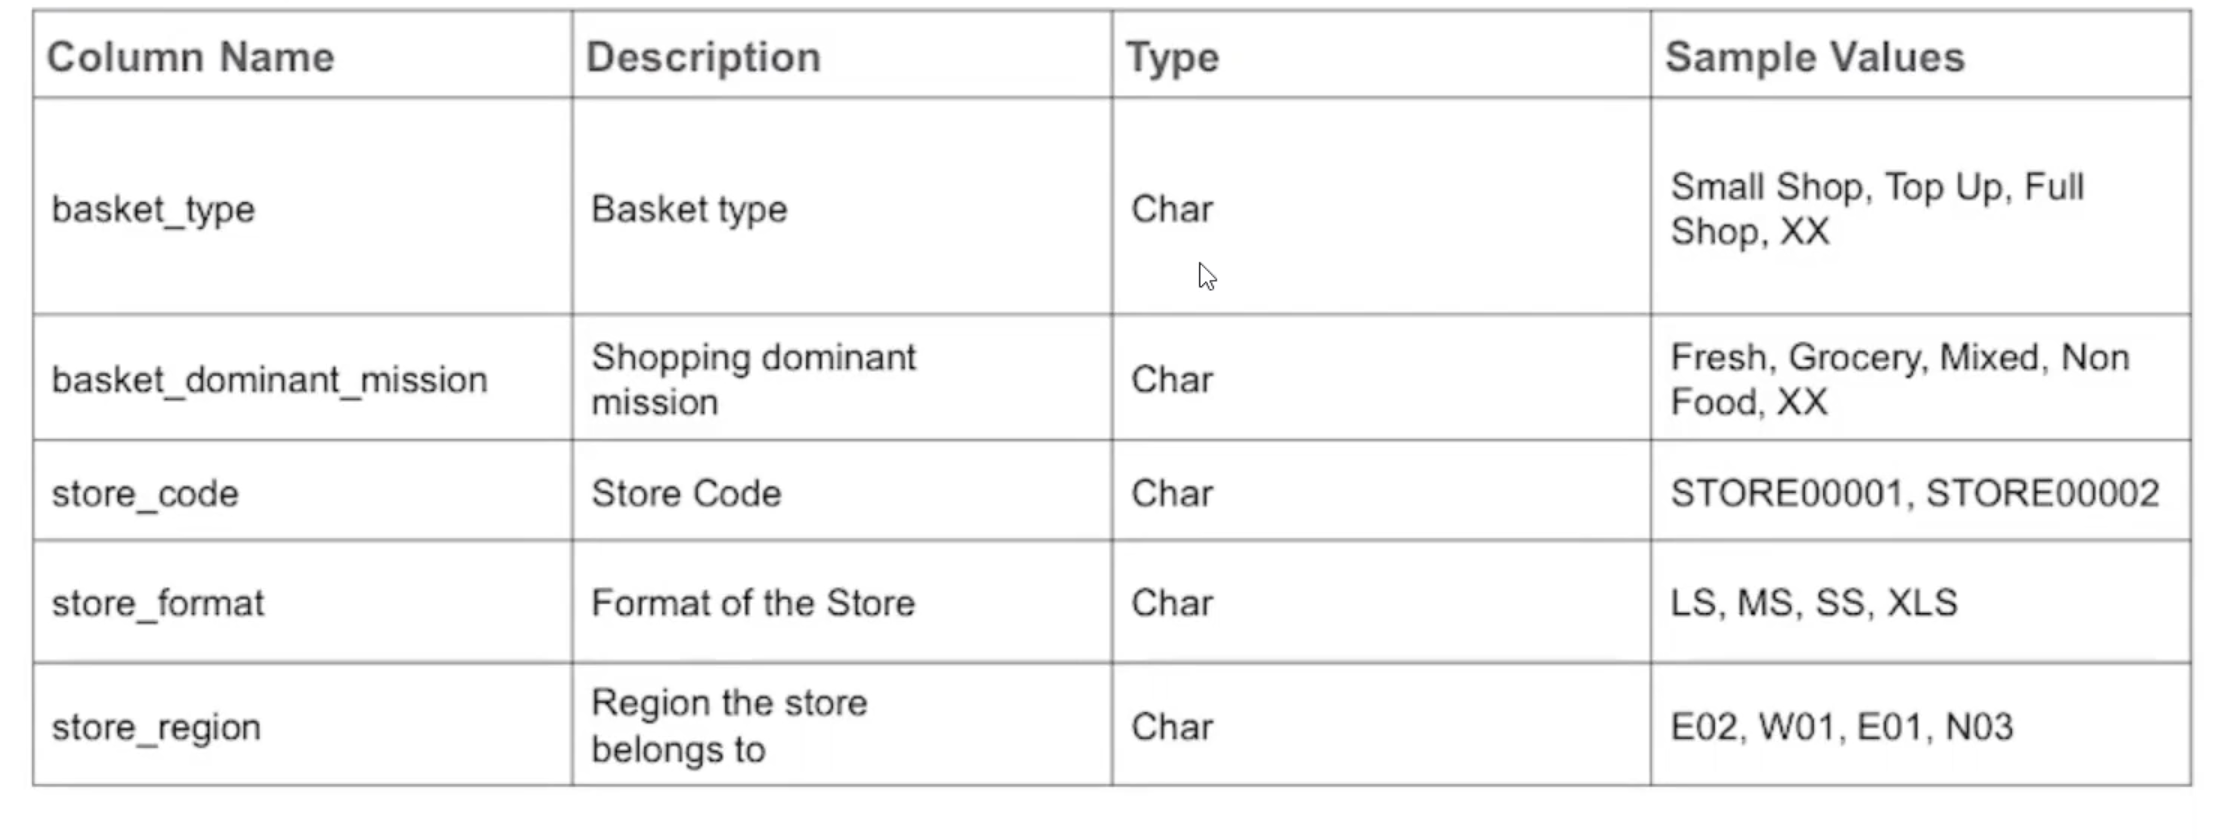 Column Name
Description
Type
Sample Values
basket_type
Basket type
Char
Small Shop, Top Up, Full
Shop, XX
basket_dominant_mission
Shopping dominant
mission
Char
Fresh, Grocery, Mixed, Non
Food, XX
store_code
Store Code
Char
STORE00001, STORE00002
store_format
Format of the Store
Char
LS, MS, SS, XLS
store_region
Region the store
belongs to
Char
E02, W01, E01, N03